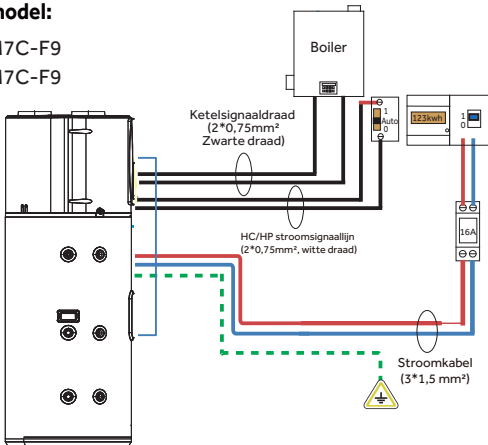 model:
17C-F9
17C-F9
Boiler
Ketelsignaaldraad
(2*0,75mm²
Zwarte draad)
1
Auto
0
123kwh
1
0
HC/HP stroomsignaallijn
(2*0,75mm², witte draad)
16A
Stroomkabel
(3*1,5 mm²)